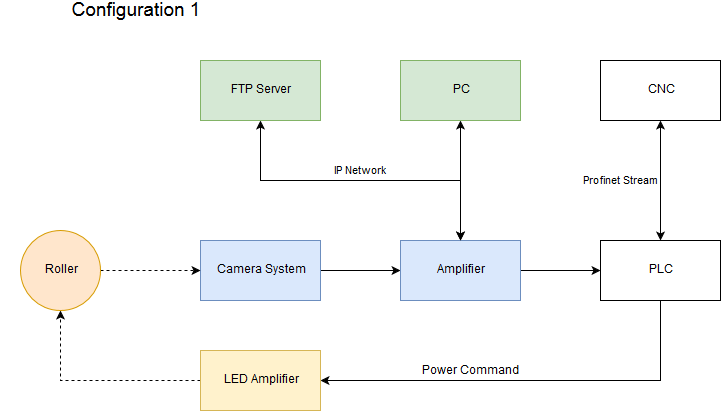 Configuration 1
FTP Server
PC
CNC
IP Network
Profinet Stream
Roller
Camera System
Amplifier
PLC
LED Amplifier
Power Command